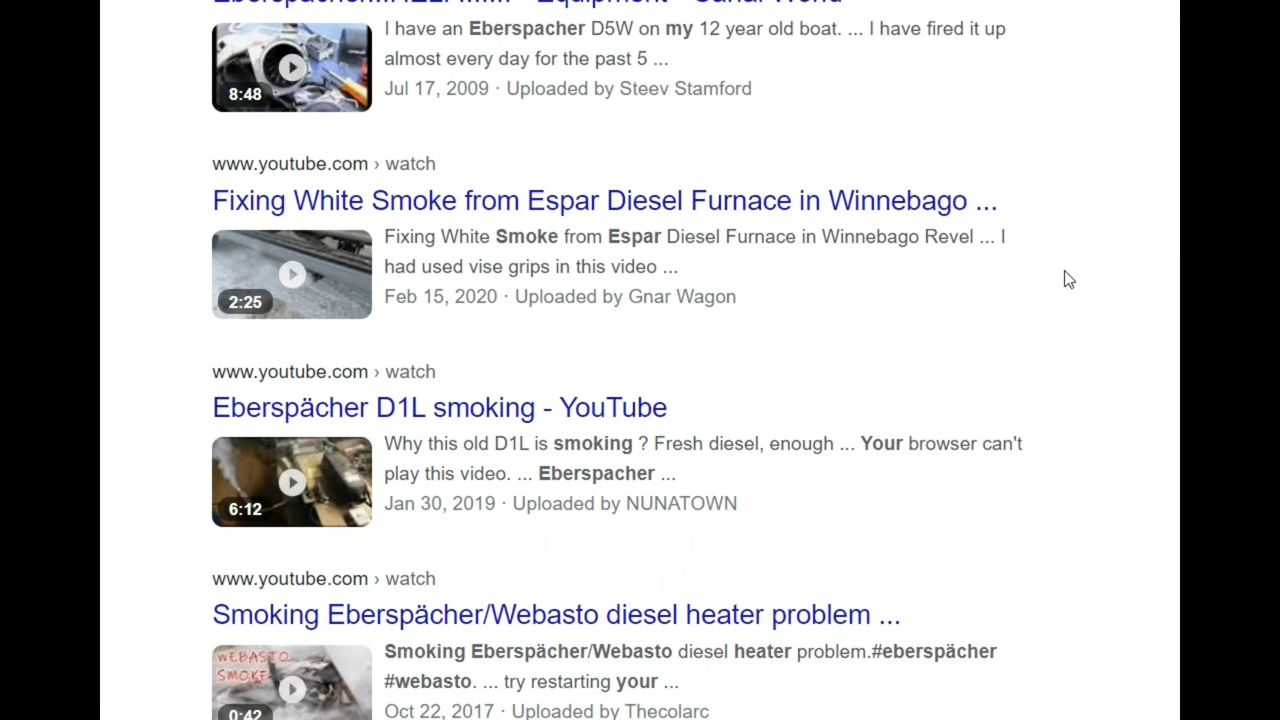 I have an Eberspacher D5W on my 12 year old boat. ... I have fired it up
almost every day for the past 5 ...
8:48
Jul 17, 2009 · Uploaded by Steev Stamford
www.youtube.com › watch
Fixing White Smoke from Espar Diesel Furnace in Winnebago ...
Fixing White Smoke from Espar Diesel Furnace in Winnebago Revel ... I
had used vise grips in this video ...
2:25
Feb 15, 2020 · Uploaded by Gnar Wagon
www.youtube.com › watch
Eberspächer D1L smoking - YouTube
Why this old D1L is smoking ? Fresh diesel, enough ... Your browser can't
play this video. ... Eberspacher ...
6:12
Jan 30, 2019 · Uploaded by NUNATOWN
www.youtube.com › watch
Smoking Eberspächer/Webasto diesel heater problem ...
WEBASTO
SMOKE
Smoking Eberspächer/Webasto diesel heater problem.#eberspächer
#webasto. ... try restarting your ...
0:42
Oct 22, 2017 · Uploaded by Thecolarc